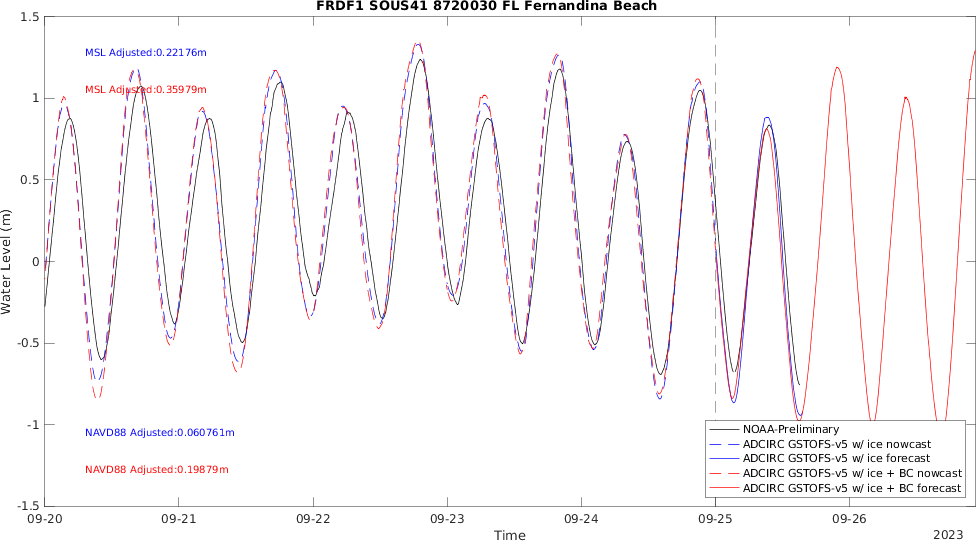 FRDF1 SOUS41 8720030 FL Fernandina Beach
1.5
MSL Adjusted:0.22176m
MSL Adjusted:0.35979m
1
0.5
0
-0.5
-1
-1.5
Water Level (m)
NAVD88 Adjusted:0.060761m
NAVD88 Adjusted:0.19879m
NOAA-Preliminary
ADCIRC GSTOFS-v5 w/ ice nowcast
ADCIRC GSTOFS-v5 w/ ice forecast
ADCIRC GSTOFS-v5 w/ ice + BC nowcast
ADCIRC GSTOFS-v5 w/ ice + BC forecast
09-20 09-21 09-22 09-23 09-24 09-25 09-26
Time
2023